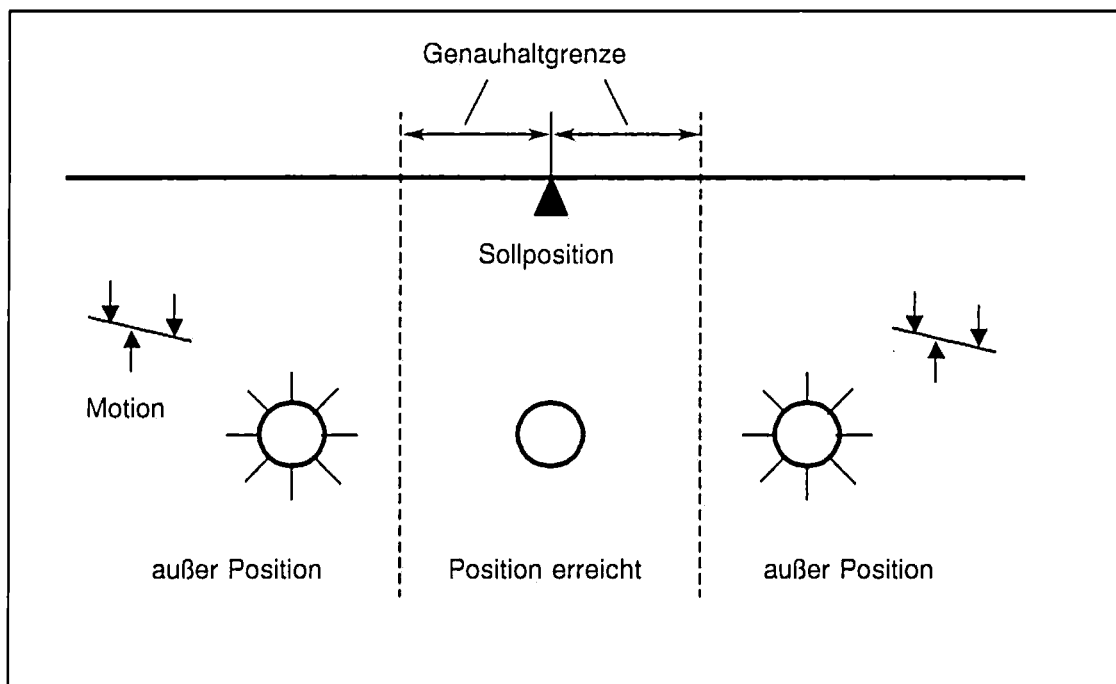 Genauhaltgrenze
Sollposition
Motion
außer Position
Position erreicht
außer Position